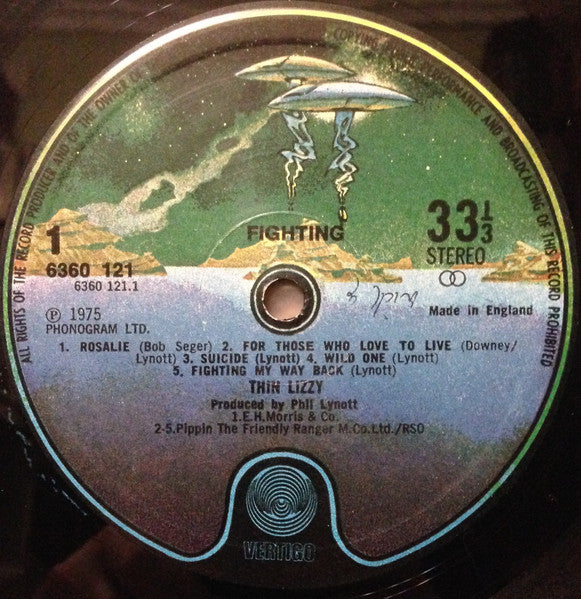 ALL RIGHTS OF THE RECORD PRODUCER AND OF THE OWNER OF
COPYING PERFORMANCE AND BROADCASTING OF THIS RECORD PROHIBITED
FIGHTING
33⅓
STEREO
1
6360 121
6360 121.1
Ⓟ 1975
PHONOGRAM LTD.
Made in England
1. ROSALIE (Bob Seger) 2. FOR THOSE WHO LOVE TO LIVE (Downey/
Lynott) 3. SUICIDE (Lynott) 4. WILD ONE (Lynott)
5. FIGHTING MY WAY BACK (Lynott)
THIN LIZZY
Produced by Phil Lynott
1.E.H.Morris & Co.
2-5.Pippin The Friendly Ranger M.Co.Ltd./RSO
VERTIGO